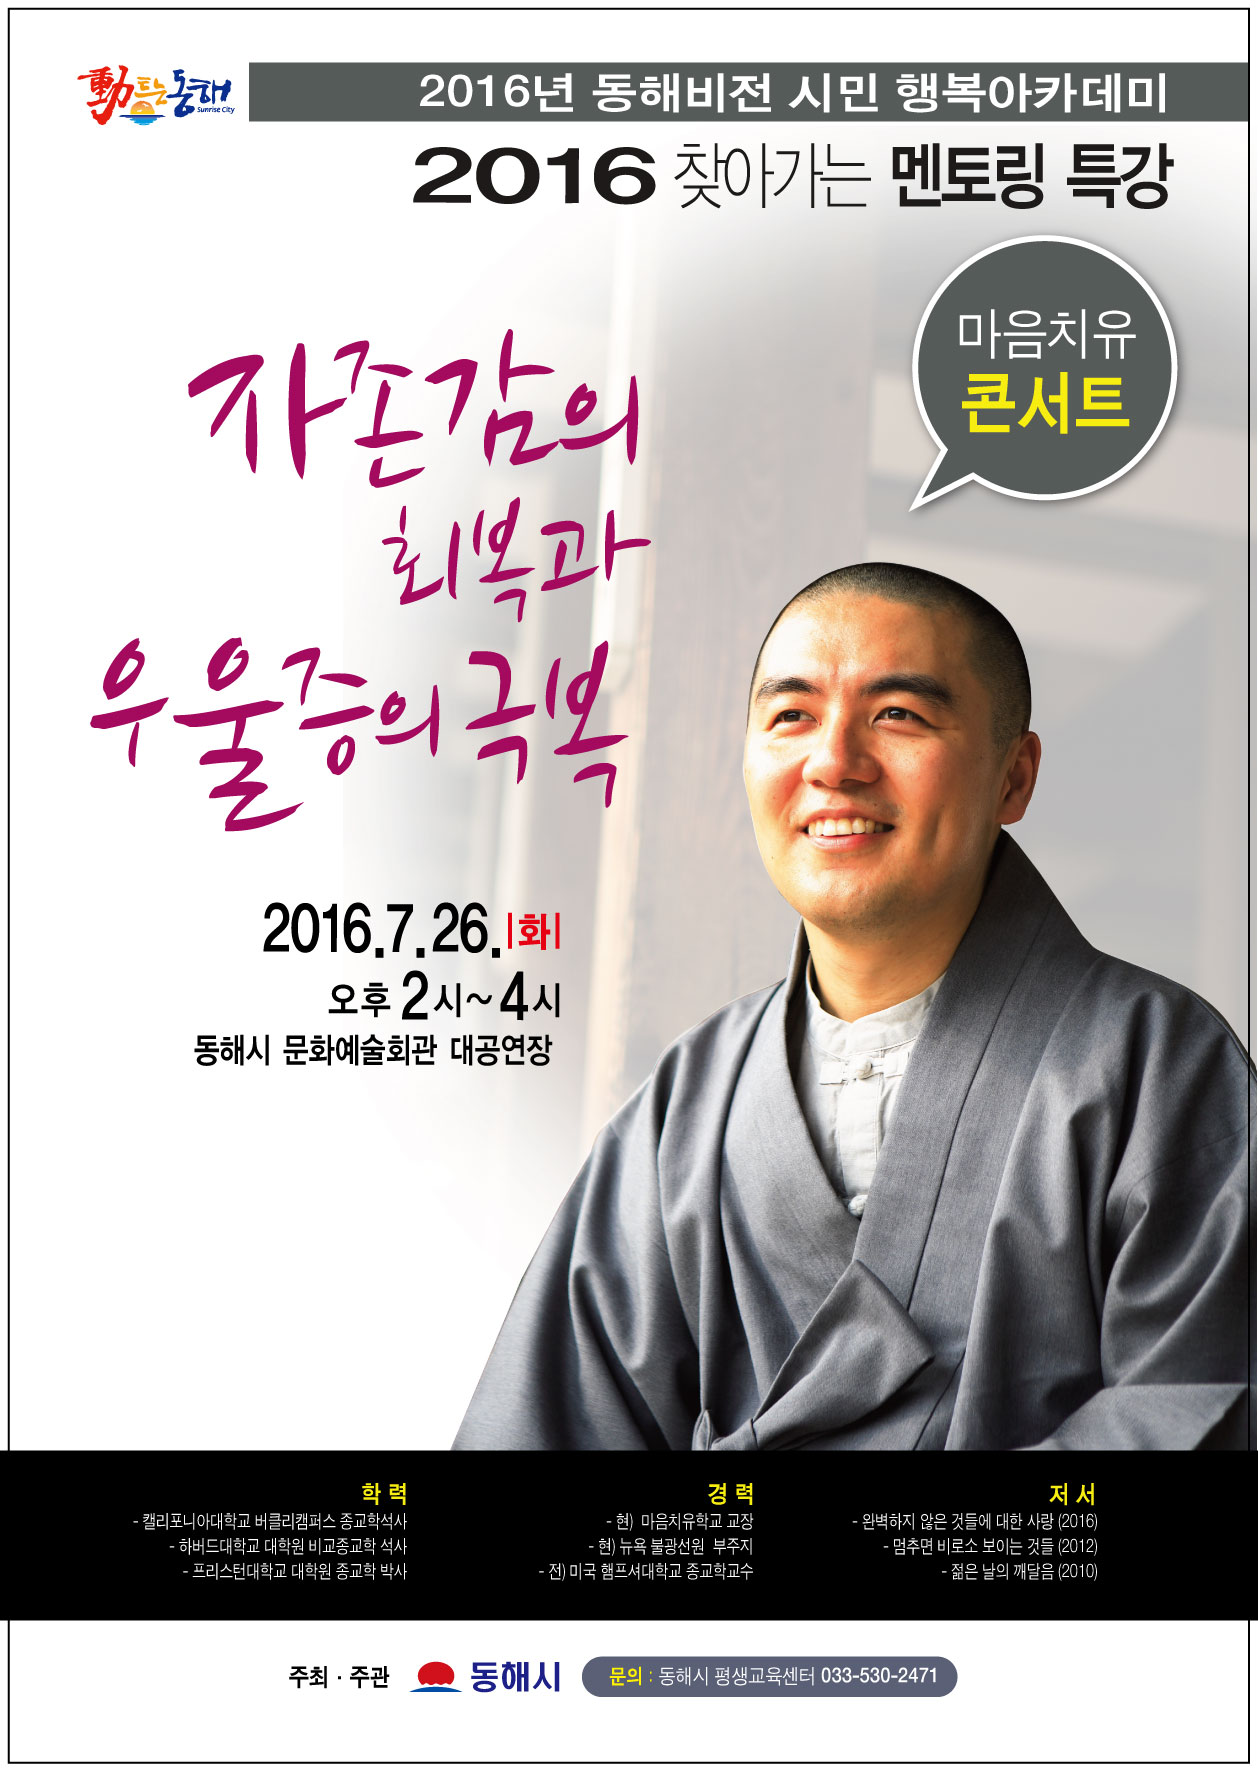 動트는동해
Sunrise City
2016년 동해비전 시민 행복아카데미
2016 찾아가는 멘토링 특강
마음치유
콘서트
자존감의
회복과
우울증의 극복
2016.7.26.|화|
오후 2시~4시
동해시 문화예술회관 대공연장
학 력
- 캘리포니아대학교 버클리캠퍼스 종교학석사
- 하버드대학교 대학원 비교종교학 석사
- 프리스턴대학교 대학원 종교학 박사
경 력
- 현) 마음치유학교 교장
- 현) 뉴욕 불광선원 부주지
- 전) 미국 햄프셔대학교 종교학교수
저 서
- 완벽하지 않은 것들에 대한 사랑 (2016)
- 멈추면 비로소 보이는 것들 (2012)
- 젊은 날의 깨달음 (2010)
주최 · 주관 동해시 문의 : 동해시 평생교육센터 033-530-2471